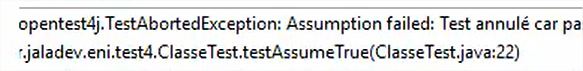 opentest4j.TestAbortedException: Assumption failed: Test annulé car pa
r.jaladev.eni.test4.ClasseTest.testAssumeTrue(ClasseTest.java:22)